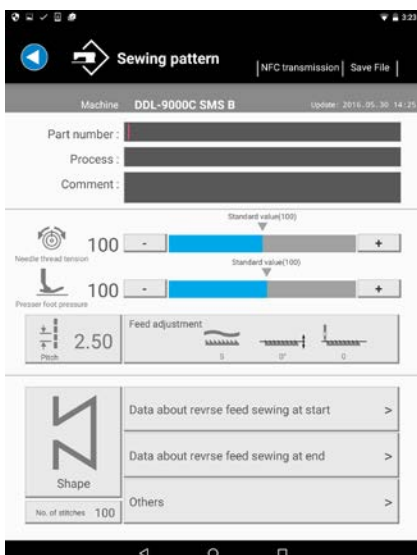 3:23
Sewing pattern
NFC transmission Save File
Machine DDL-9000C SMS B Update: 2016.05.30 14:25
Part number :
Process :
Comment :
Standard value(100)
100 - +
Needle thread tension
Standard value(100)
100 - +
Presser foot pressure
Feed adjustment
2.50
Pitch
S 0° 0
Data about revrse feed sewing at start >
Data about revrse feed sewing at end >
Shape
Others >
No. of stitches 100